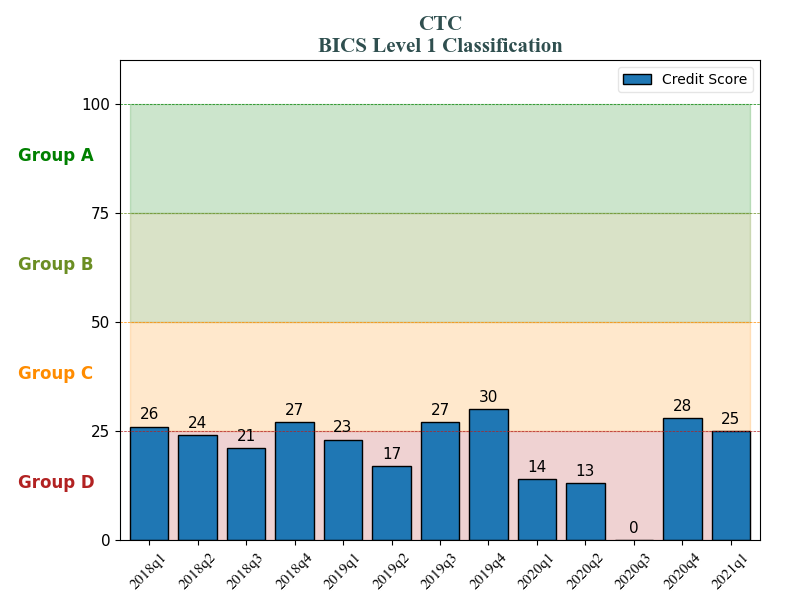 CTC
BICS Level 1 Classification
Credit Score
100
Group A
75
Group B
50
Group C
25
Group D
0
26
24
21
27
23
17
27
30
14
13
0
28
25
2018q1
2018q2
2018q3
2018q4
2019q1
2019q2
2019q3
2019q4
2020q1
2020q2
2020q3
2020q4
2021q1